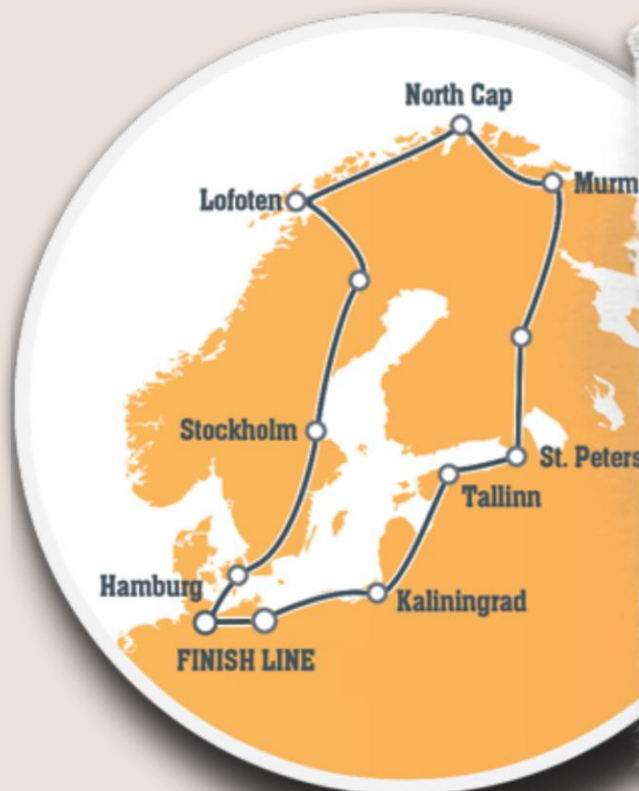 North Cap
Lofoten
Murm
Stockholm
St. Peters
Tallinn
Hamburg
Kaliningrad
FINISH LINE